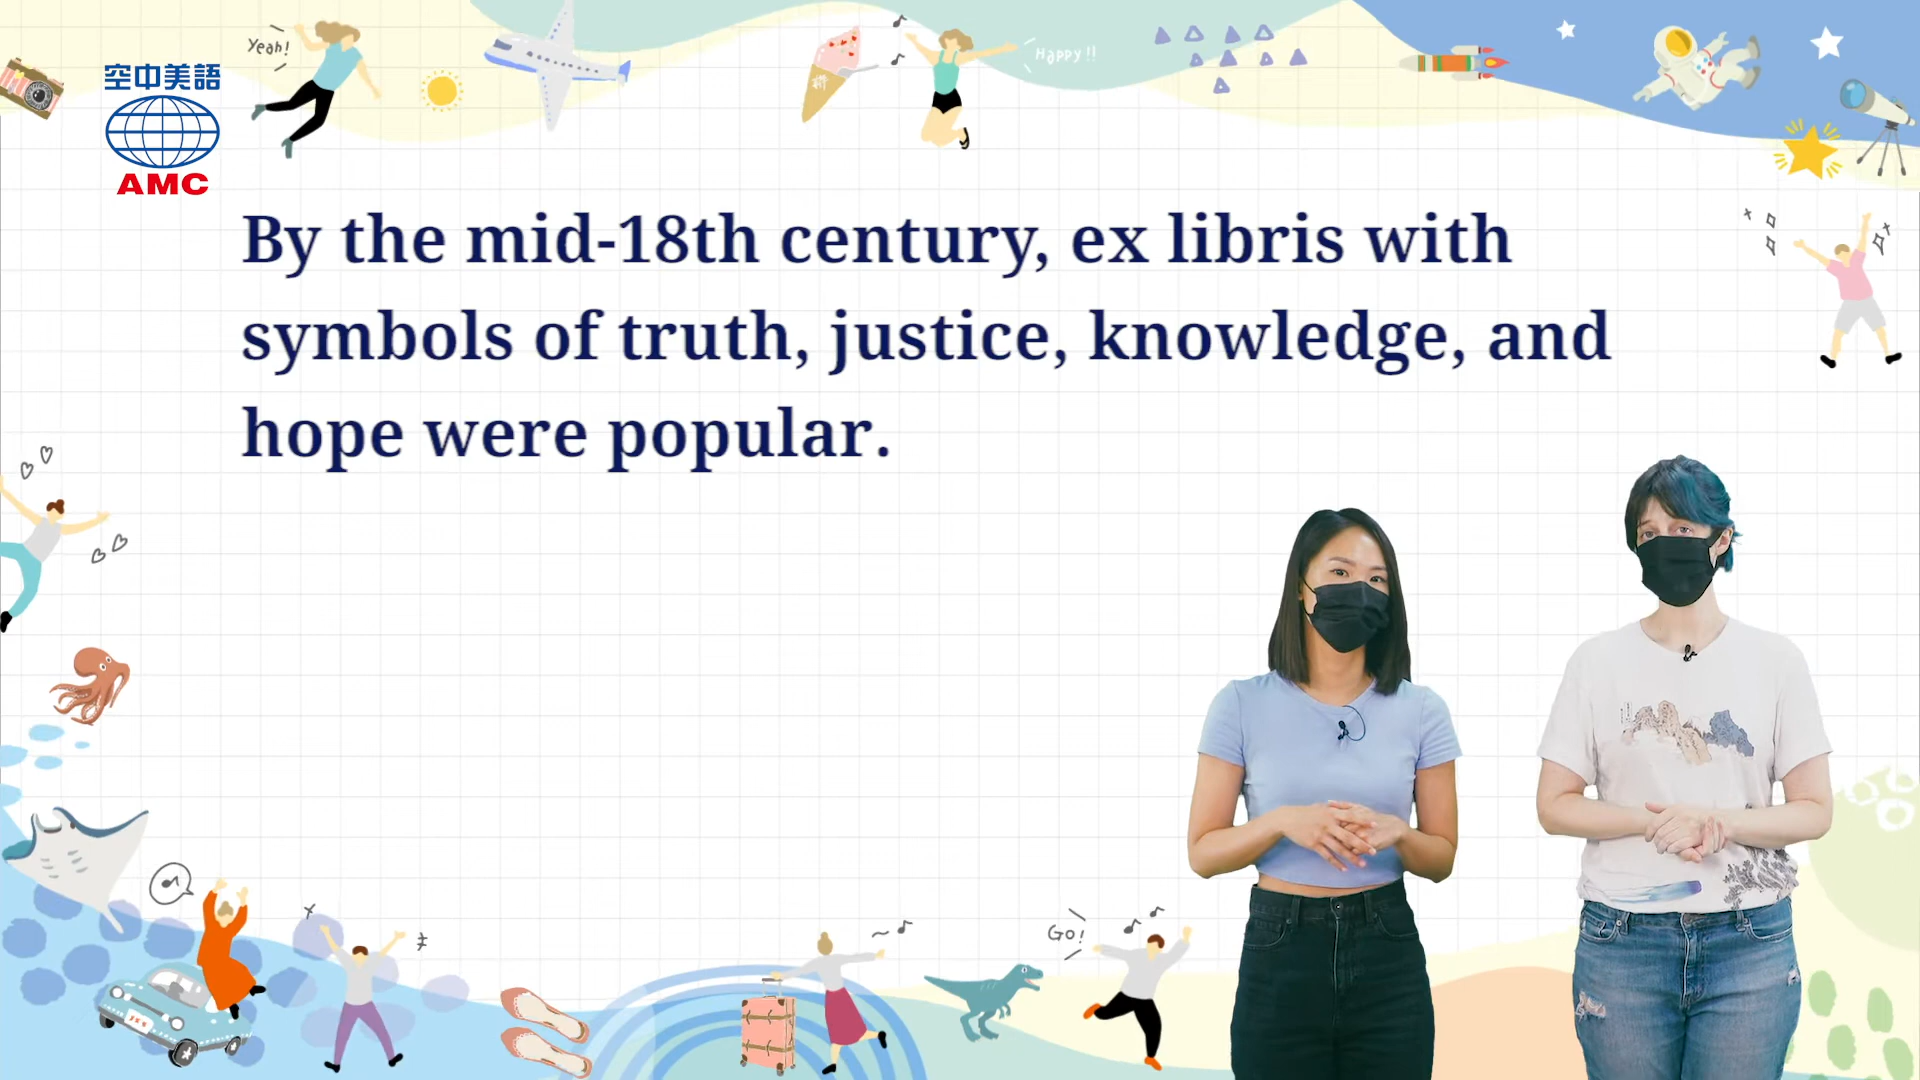 Yeah!
Happy!!
空中美語
AMC
By the mid-18th century, ex libris with
symbols of truth, justice, knowledge, and
hope were popular.
Go!